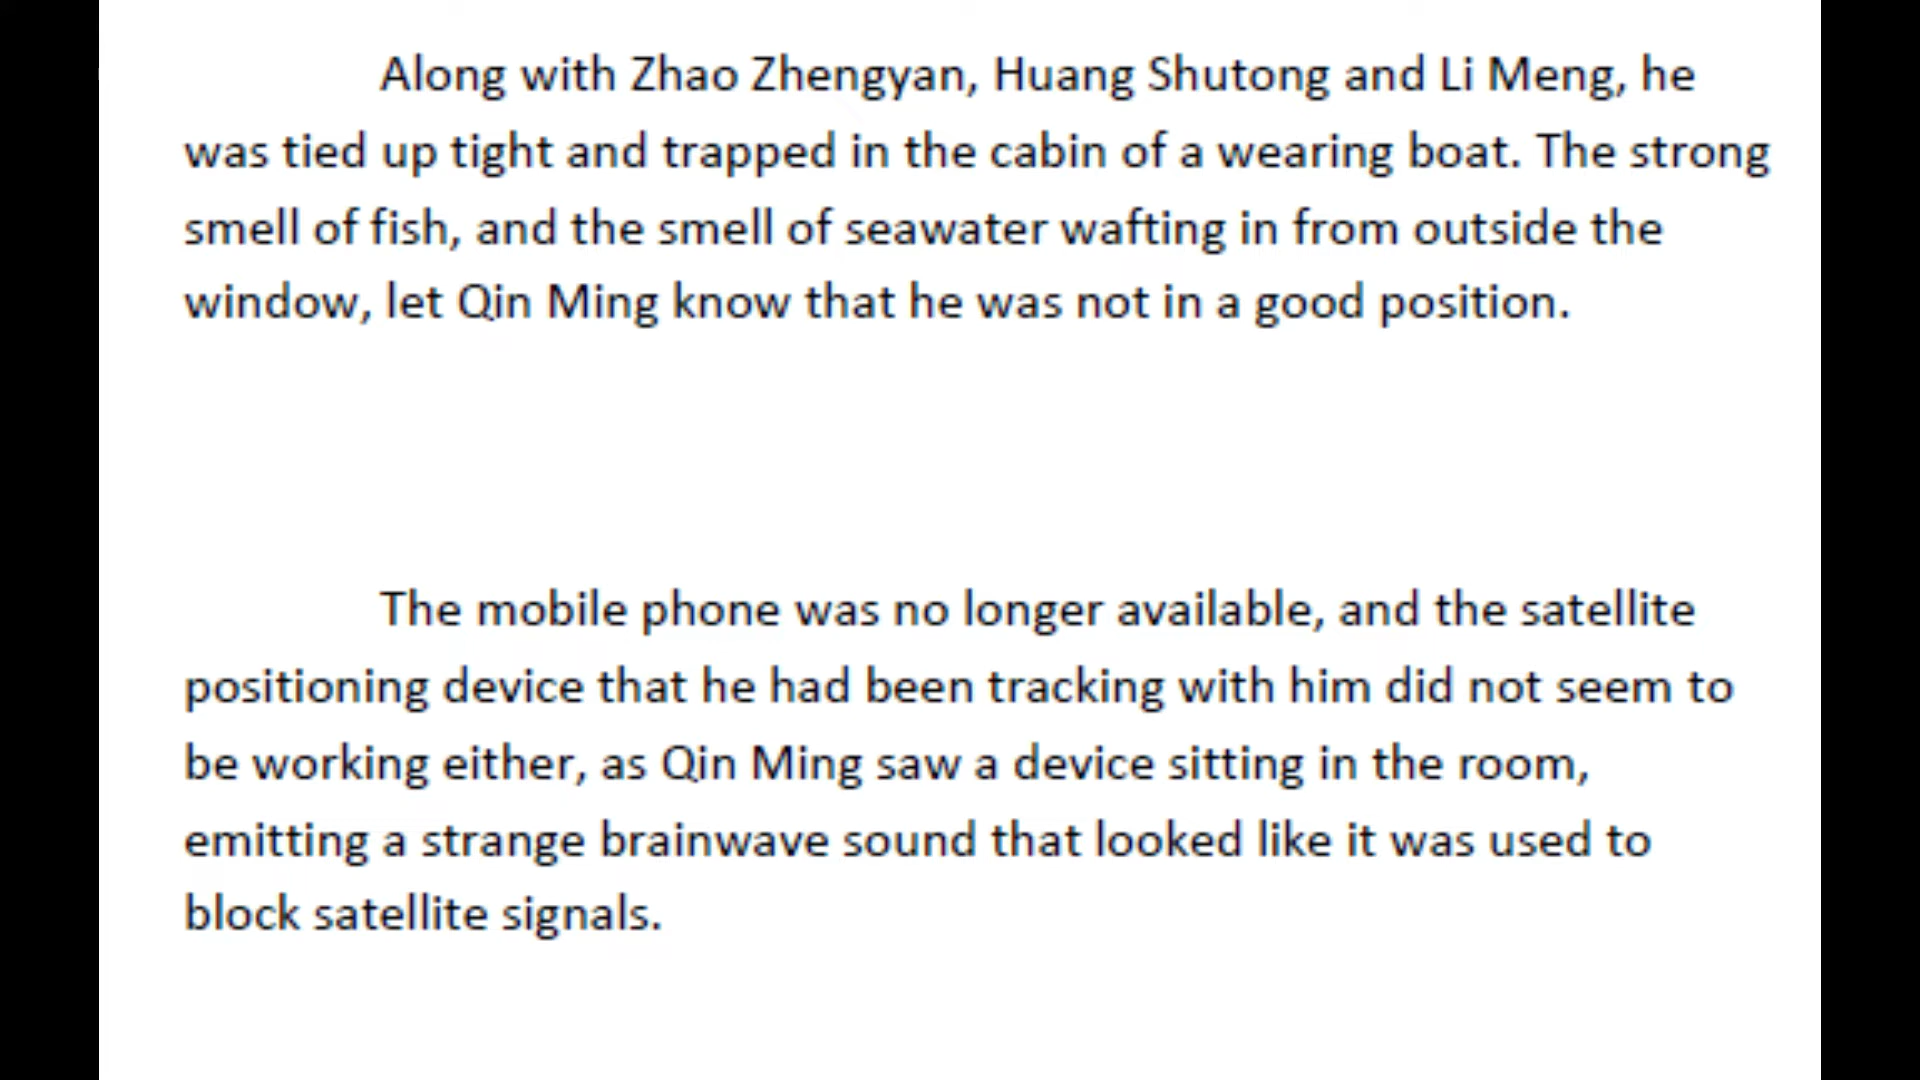 Along with Zhao Zhengyan, Huang Shutong and Li Meng, he
was tied up tight and trapped in the cabin of a wearing boat. The strong
smell of fish, and the smell of seawater wafting in from outside the
window, let Qin Ming know that he was not in a good position.
The mobile phone was no longer available, and the satellite
positioning device that he had been tracking with him did not seem to
be working either, as Qin Ming saw a device sitting in the room,
emitting a strange brainwave sound that looked like it was used to
block satellite signals.